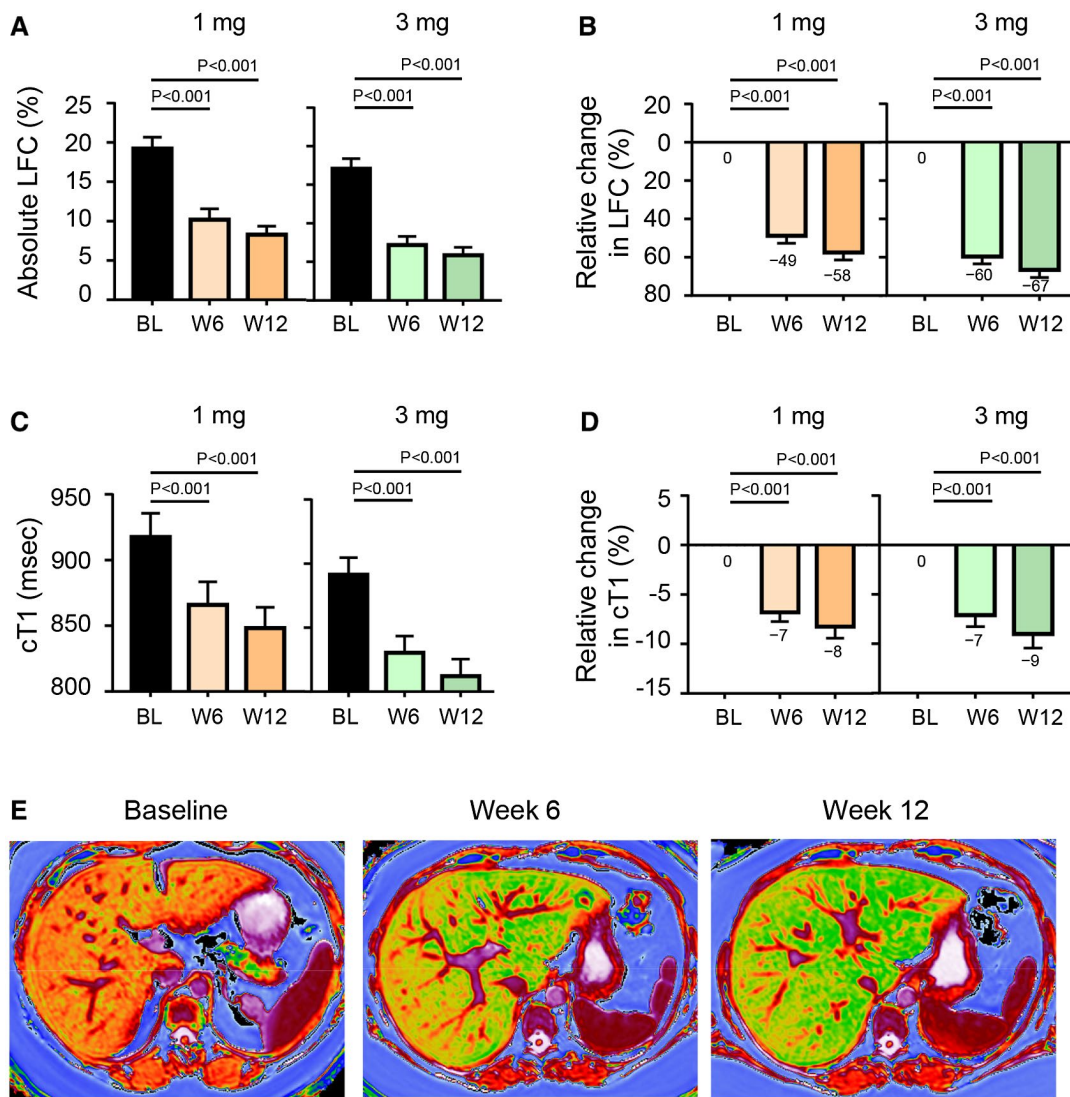 A
1 mg
3 mg
P<0.001
P<0.001
P<0.001
P<0.001
Absolute LFC (%)
25
20
15
10
5
0
BL W6 W12
BL W6 W12
B
1 mg
3 mg
P<0.001
P<0.001
P<0.001
P<0.001
Relative change
in LFC (%)
20
0
20
40
60
80
0
−49
−58
0
−60
−67
BL W6 W12
BL W6 W12
C
1 mg
3 mg
P<0.001
P<0.001
P<0.001
P<0.001
cT1 (msec)
950
900
850
800
BL W6 W12
BL W6 W12
D
1 mg
3 mg
P<0.001
P<0.001
P<0.001
P<0.001
Relative change
in cT1 (%)
5
0
-5
-10
-15
0
−7
−8
0
−7
−9
BL W6 W12
BL W6 W12
E
Baseline
Week 6
Week 12